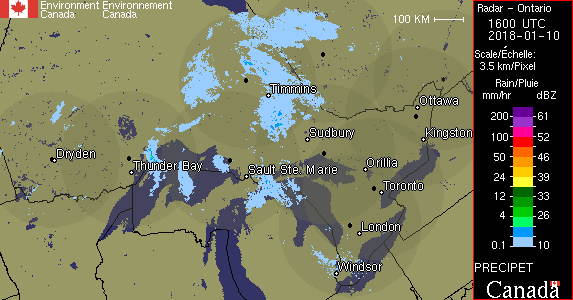 Environment Environnement
Canada Canada
100 KM
Timmins
Ottawa
Sudbury
Kingston
Dryden
Thunder Bay
Sault Ste. Marie
Orillia
Toronto
London
Windsor
Radar - Ontario
1600 UTC
2018-01-10
Scale/Échelle:
3.5 km/Pixel
Rain/Pluie
mm/hr dBZ
200 61
100 52
50 46
24 39
12 33
4 26
0.1 10
PRECIPET
Canada